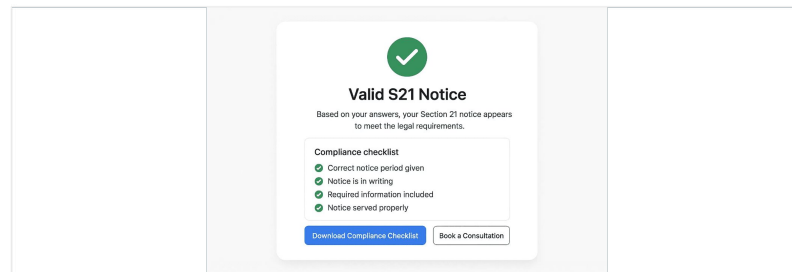 Valid S21 Notice
Based on your answers, your Section 21 notice appears
to meet the legal requirements.
Compliance checklist
Correct notice period given
Notice is in writing
Required information included
Notice served properly
Download Compliance Checklist
Book a Consultation